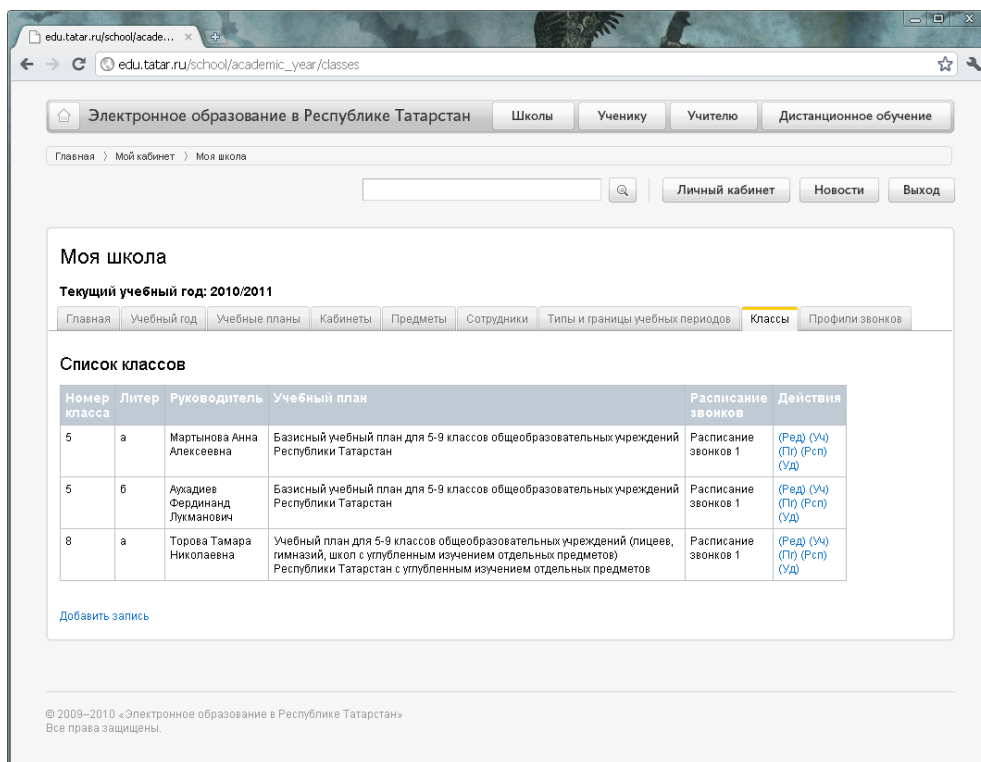 edu.tatar.ru/school/acade...
edu.tatar.ru/school/academic_year/classes
Электронное образование в Республике Татарстан
Школы
Ученику
Учителю
Дистанционное обучение
Главная 〉 Мой кабинет 〉 Моя школа
Личный кабинет
Новости
Выход
Моя школа
Текущий учебный год: 2010/2011
Главная
Учебный год
Учебные планы
Кабинеты
Предметы
Сотрудники
Типы и границы учебных периодов
Классы
Профили звонков
Список классов
Номер класса
Литер
Руководитель
Учебный план
Расписание звонков
Действия
5
а
Мартынова Анна
Алексеевна
Базисный учебный план для 5-9 классов общеобразовательных учреждений
Республики Татарстан
Расписание
звонков 1
(Ред) (Уч)
(Пг) (Рсп)
(Уд)
5
б
Аухадиев
Фердинанд
Лукманович
Базисный учебный план для 5-9 классов общеобразовательных учреждений
Республики Татарстан
Расписание
звонков 1
(Ред) (Уч)
(Пг) (Рсп)
(Уд)
8
а
Торова Тамара
Николаевна
Учебный план для 5-9 классов общеобразовательных учреждений (лицеев,
гимназий, школ с углубленным изучением отдельных предметов)
Республики Татарстан с углубленным изучением отдельных предметов
Расписание
звонков 1
(Ред) (Уч)
(Пг) (Рсп)
(Уд)
Добавить запись
© 2009–2010 «Электронное образование в Республике Татарстан»
Все права защищены.